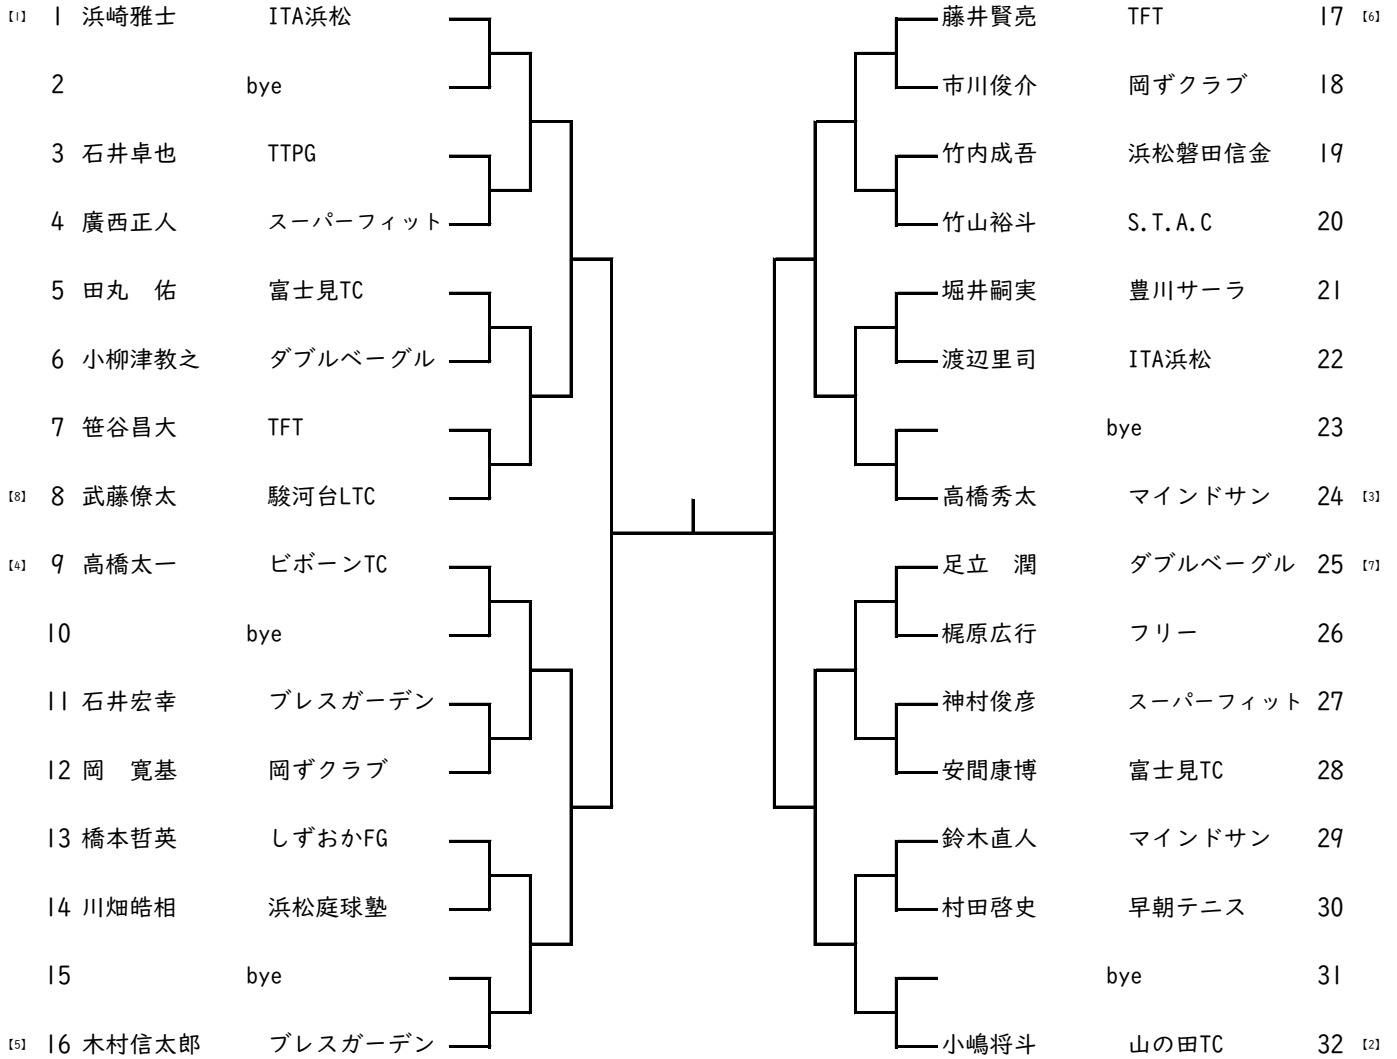 【1】 1 浜崎雅士 ITA浜松
2 bye
3 石井卓也 TTPG
4 廣西正人 スーパーフィット
5 田丸　佑 富士見TC
6 小柳津教之 ダブルベーグル
7 笹谷昌大 TFT
【8】 8 武藤僚太 駿河台LTC
【4】 9 高橋太一 ビボーンTC
10 bye
11 石井宏幸 ブレスガーデン
12 岡　寛基 岡ずクラブ
13 橋本哲英 しずおかFG
14 川畑皓相 浜松庭球塾
15 bye
【5】 16 木村信太郎 ブレスガーデン
藤井賢亮 TFT 17 【6】
市川俊介 岡ずクラブ 18
竹内成吾 浜松磐田信金 19
竹山裕斗 S.T.A.C 20
堀井嗣実 豊川サーラ 21
渡辺里司 ITA浜松 22
bye 23
高橋秀太 マインドサン 24 【3】
足立　潤 ダブルベーグル 25 【7】
梶原広行 フリー 26
神村俊彦 スーパーフィット 27
安間康博 富士見TC 28
鈴木直人 マインドサン 29
村田啓史 早朝テニス 30
bye 31
小嶋将斗 山の田TC 32 【2】